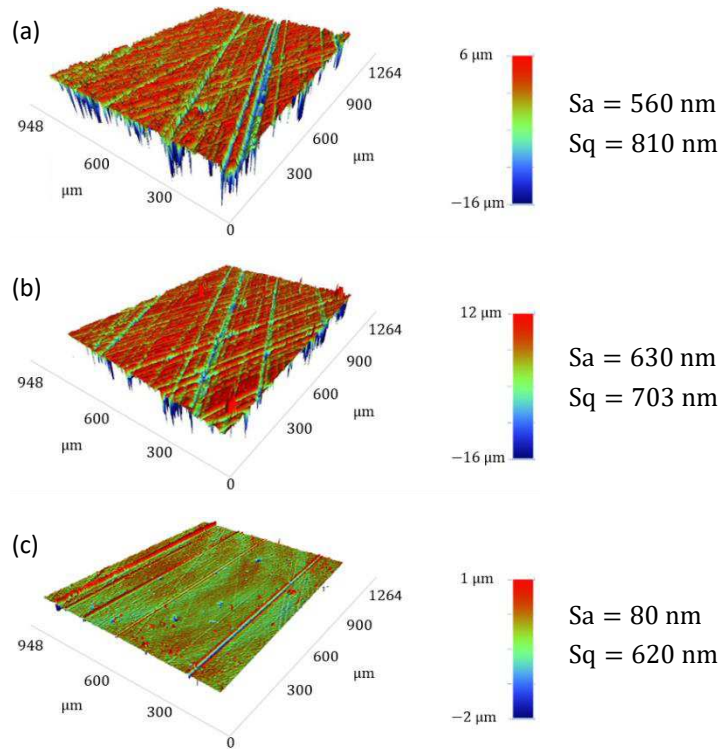 (a)
6 μm
1264
900
948
Sa = 560 nm
600
600
Sq = 810 nm
300
300
μm
μm
0
−16 μm
(b)
12 μm
1264
900
948
Sa = 630 nm
600
600
Sq = 703 nm
300
300
μm
μm
0
−16 μm
(c)
1 μm
1264
900
948
Sa = 80 nm
600
600
Sq = 620 nm
300
300
μm
μm
0
−2 μm